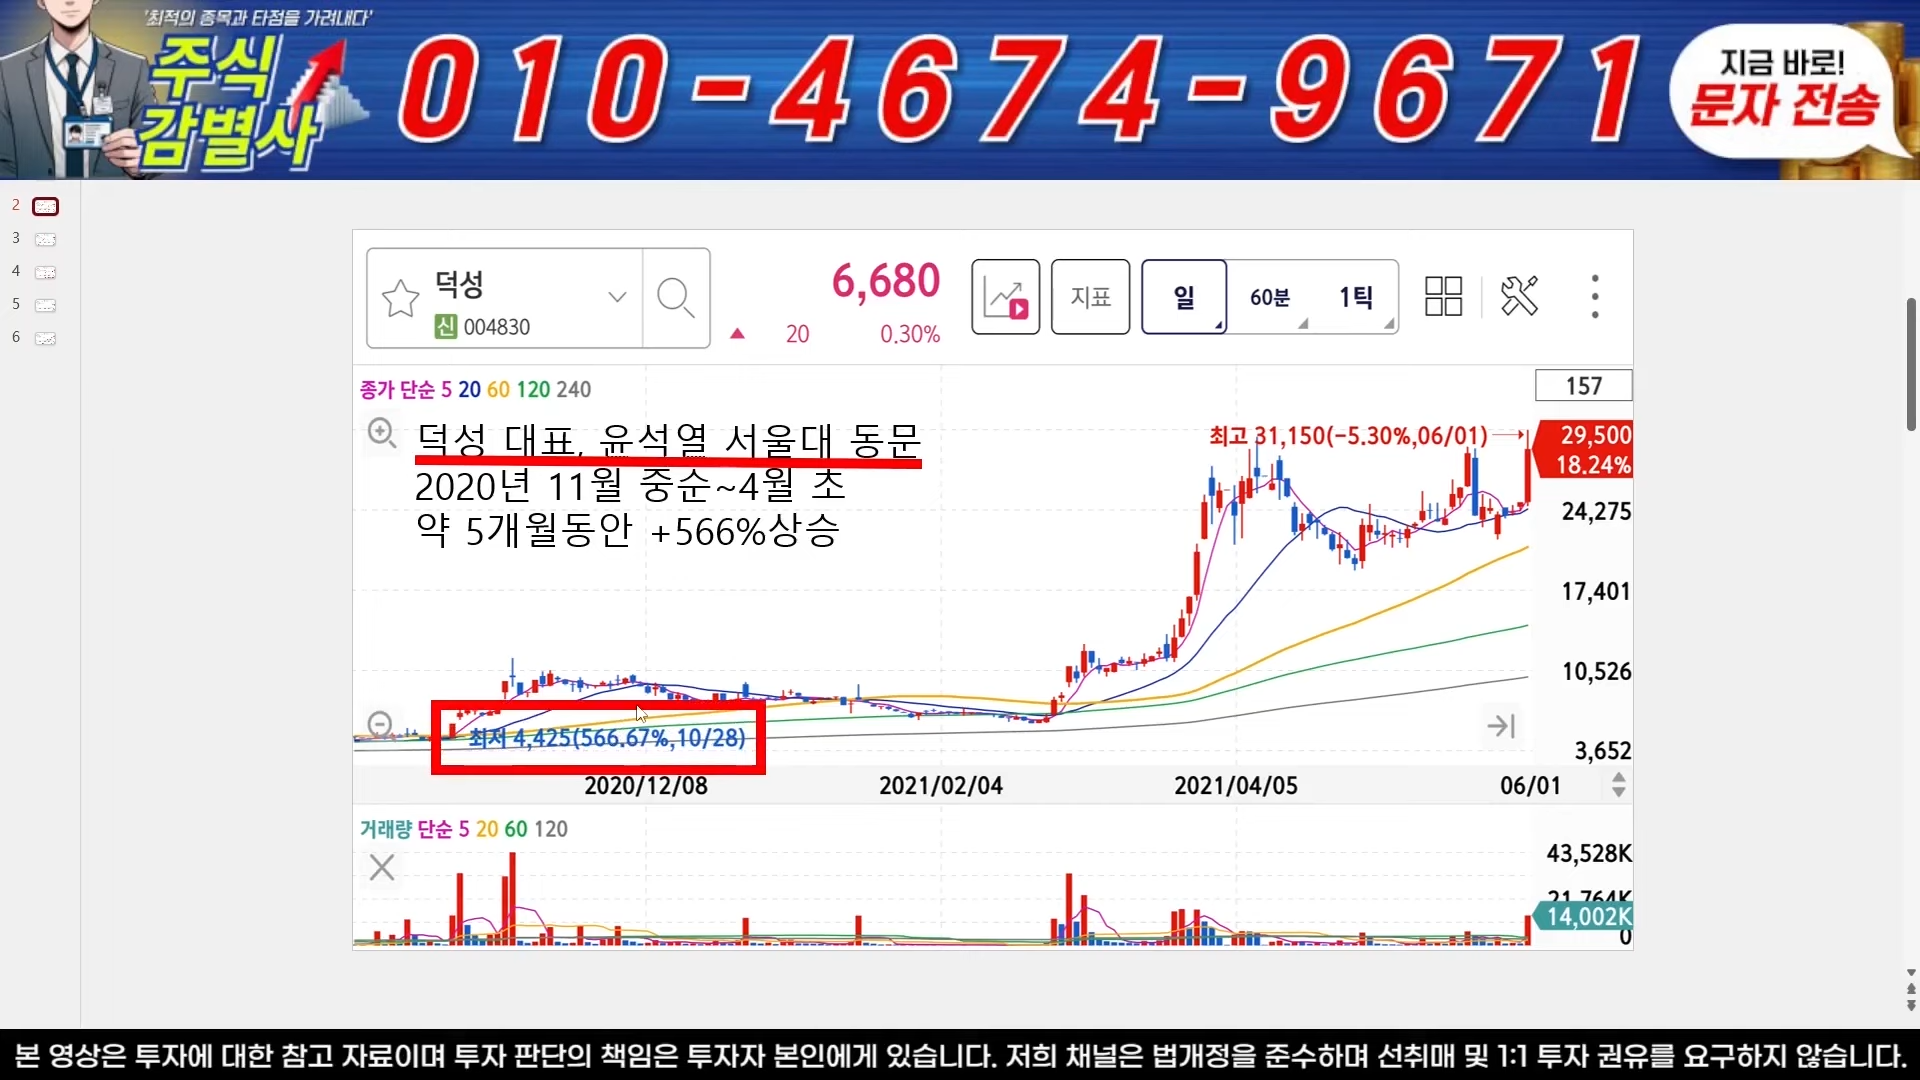 '최적의 종목과 타점을 가려내다'
주식
감별사
010-4674-9671
지금 바로!
문자 전송
2
3
4
5
6
덕성
신 004830
6,680
▲ 20 0.30%
지표
일 60분 1틱
종가 단순 5 20 60 120 240
157
덕성 대표, 윤석열 서울대 동문
2020년 11월 중순~4월 초
약 5개월동안 +566%상승
최고 31,150(-5.30%,06/01)
29,500
18.24%
24,275
17,401
10,526
3,652
최저 4,425(566.67%,10/28)
2020/12/08 2021/02/04 2021/04/05 06/01
거래량 단순 5 20 60 120
43,528K
21,764K
14,002K
0
본 영상은 투자에 대한 참고 자료이며 투자 판단의 책임은 투자자 본인에게 있습니다. 저희 채널은 법개정을 준수하며 선취매 및 1:1 투자 권유를 요구하지 않습니다.